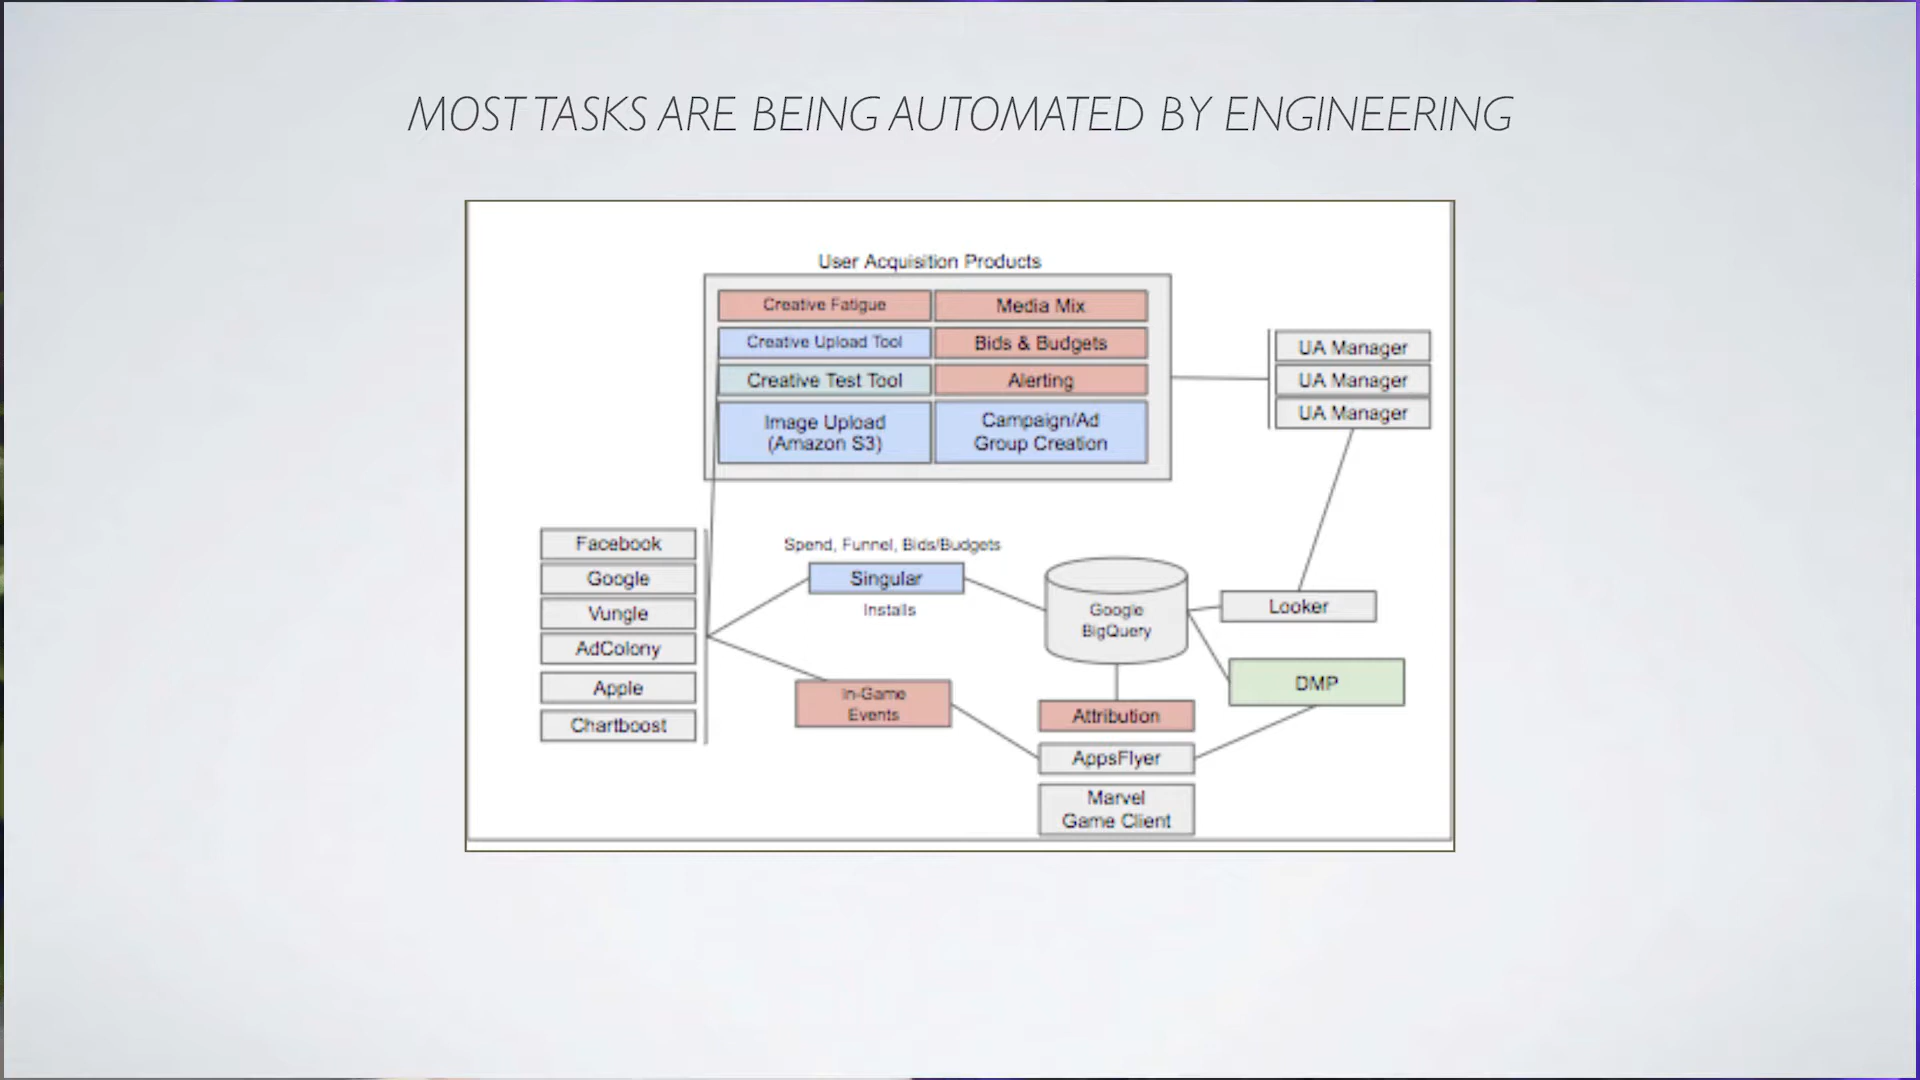 MOST TASKS ARE BEING AUTOMATED BY ENGINEERING
User Acquisition Products
Creative Fatigue
Media Mix
Creative Upload Tool
Bids & Budgets
Creative Test Tool
Alerting
Image Upload
(Amazon S3)
Campaign/Ad
Group Creation
UA Manager
UA Manager
UA Manager
Facebook
Google
Vungle
AdColony
Apple
Chartboost
Spend, Funnel, Bids/Budgets
Singular
Installs
In-Game
Events
Google
BigQuery
Looker
DMP
Attribution
AppsFlyer
Marvel
Game Client